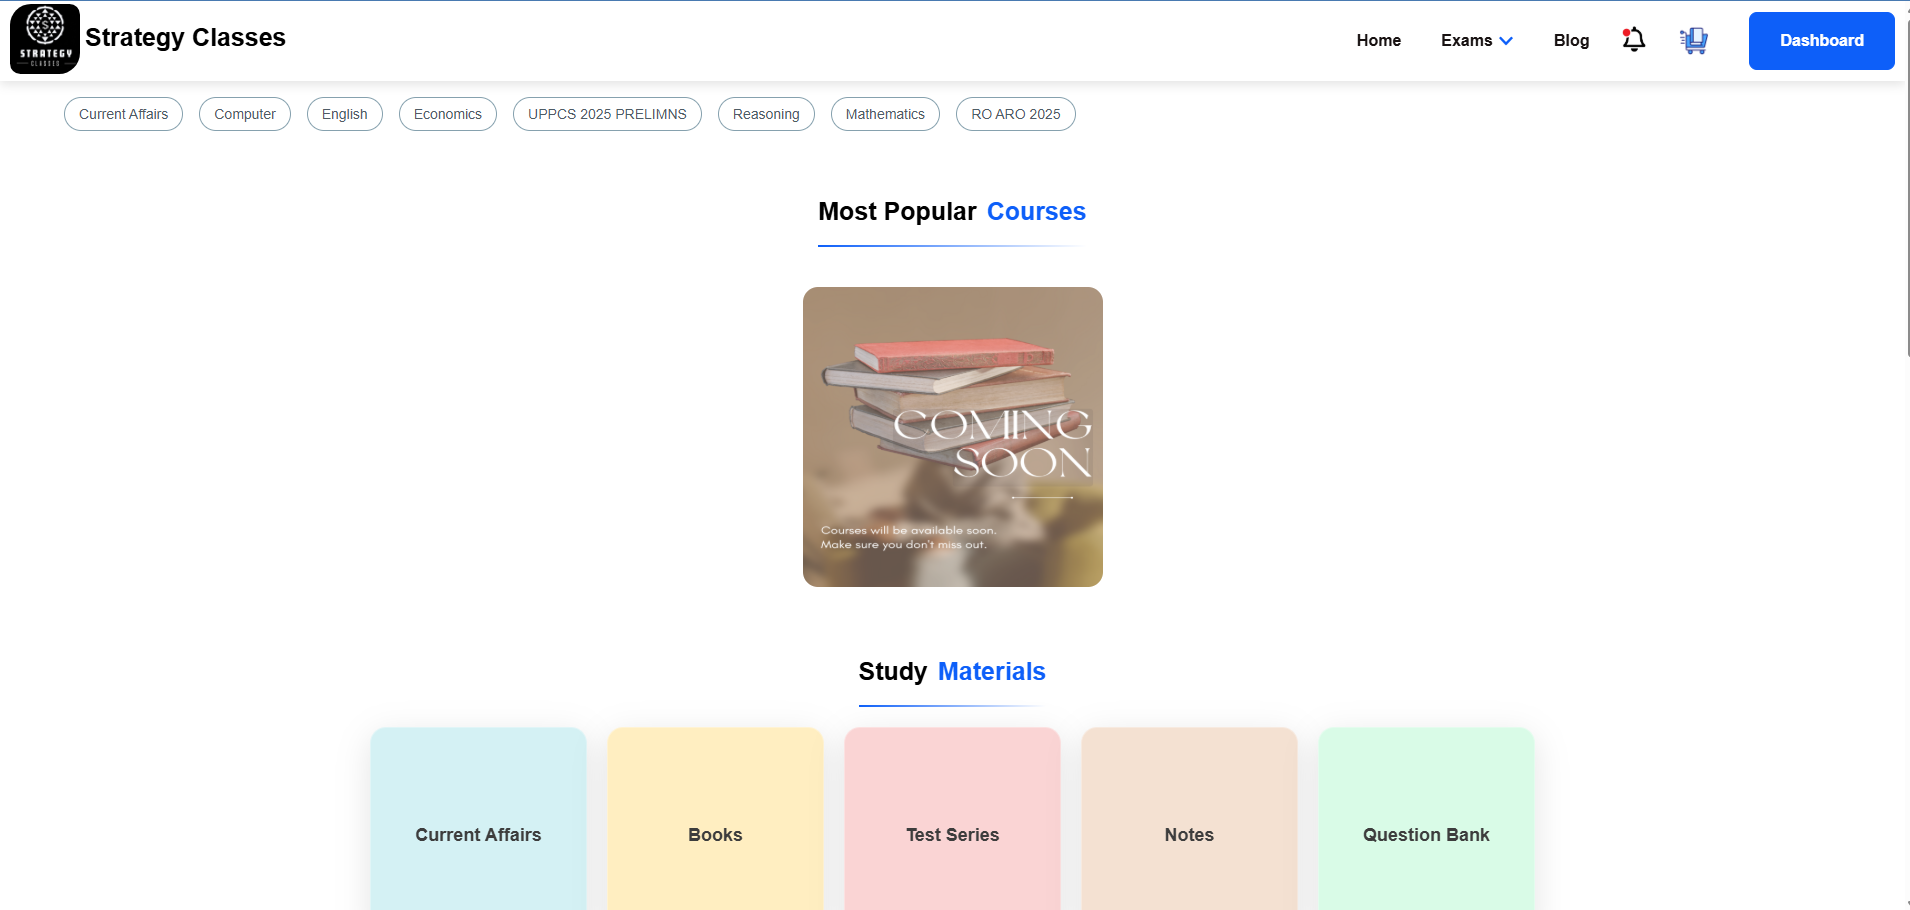 STRATEGY
CLASSES
Strategy Classes
Home
Exams
Blog
Dashboard
Current Affairs
Computer
English
Economics
UPPCS 2025 PRELIMNS
Reasoning
Mathematics
RO ARO 2025
Most Popular Courses
COMING
SOON
Courses will be available soon.
Make sure you don't miss out.
Study Materials
Current Affairs
Books
Test Series
Notes
Question Bank